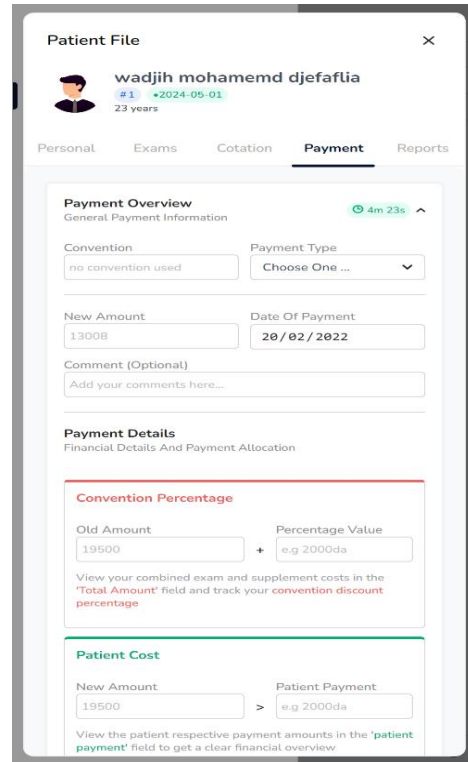 Patient File
wadjih mohamemd djefaflia
#1 •2024-05-01
23 years
Personal Exams Cotation Payment Reports
Payment Overview
General Payment Information
4m 23s
Convention Payment Type
no convention used Choose One ...
New Amount Date Of Payment
13008 20/02/2022
Comment (Optional)
Add your comments here...
Payment Details
Financial Details And Payment Allocation
Convention Percentage
Old Amount Percentage Value
19500 + e.g 2000da
View your combined exam and supplement costs in the
'Total Amount' field and track your convention discount
percentage
Patient Cost
New Amount Patient Payment
19500 > e.g 2000da
View the patient respective payment amounts in the 'patient
payment' field to get a clear financial overview